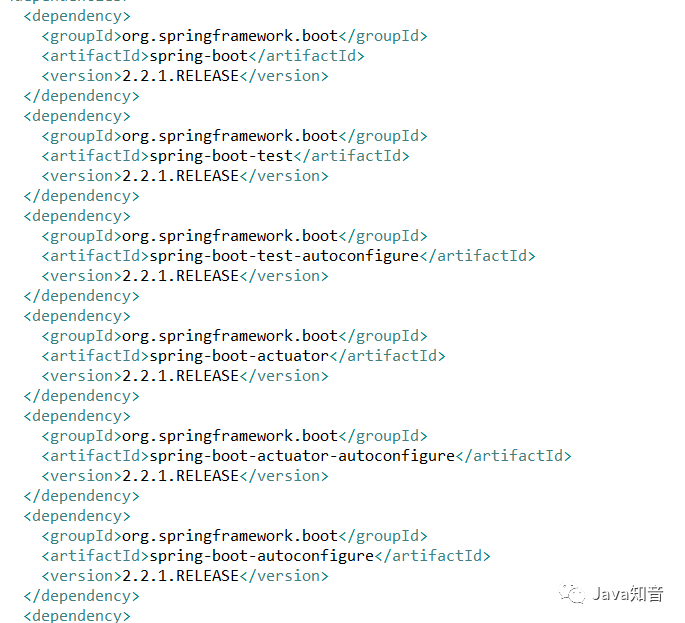 <dependency>
<groupId>org.springframework.boot</groupId>
<artifactId>spring-boot</artifactId>
<version>2.2.1.RELEASE</version>
</dependency>
<dependency>
<groupId>org.springframework.boot</groupId>
<artifactId>spring-boot-test</artifactId>
<version>2.2.1.RELEASE</version>
</dependency>
<dependency>
<groupId>org.springframework.boot</groupId>
<artifactId>spring-boot-test-autoconfigure</artifactId>
<version>2.2.1.RELEASE</version>
</dependency>
<dependency>
<groupId>org.springframework.boot</groupId>
<artifactId>spring-boot-actuator</artifactId>
<version>2.2.1.RELEASE</version>
</dependency>
<dependency>
<groupId>org.springframework.boot</groupId>
<artifactId>spring-boot-actuator-autoconfigure</artifactId>
<version>2.2.1.RELEASE</version>
</dependency>
<dependency>
<groupId>org.springframework.boot</groupId>
<artifactId>spring-boot-autoconfigure</artifactId>
<version>2.2.1.RELEASE</version>
</dependency>
<dependency>
Java知音